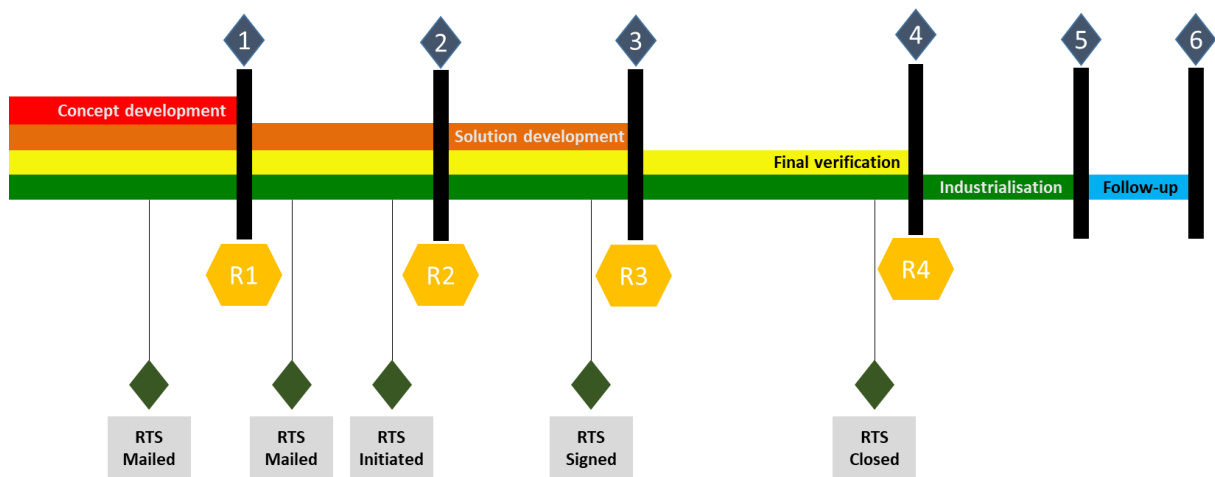 1
2
3
4
5
6
Concept development
Solution development
Final verification
Industrialisation
Follow-up
R1
R2
R3
R4
RTS
Mailed
RTS
Mailed
RTS
Initiated
RTS
Signed
RTS
Closed